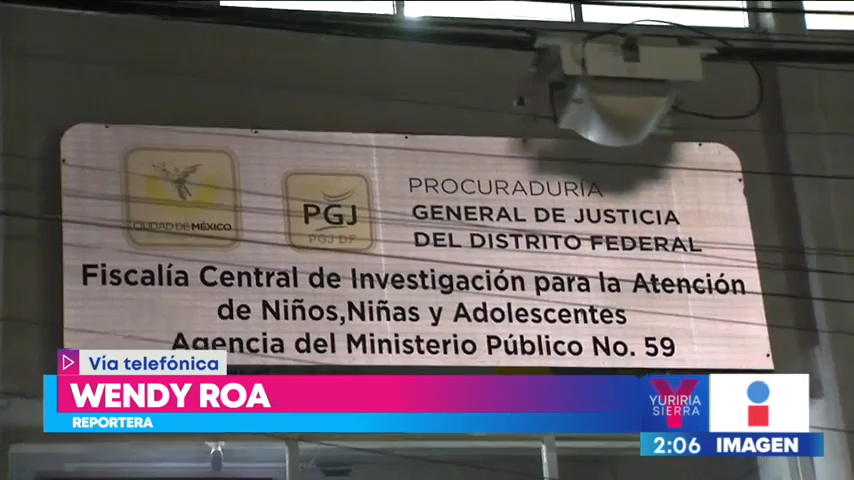 CIUDAD DE MÉXICO
PGJ
PGJ DF
PROCURADURÍA
GENERAL DE JUSTICIA
DEL DISTRITO FEDERAL
Fiscalía Central de Investigación para la Atención
de Niños,Niñas y Adolescentes
Agencia del Ministerio Público No. 59
Vía telefónica
WENDY ROA
REPORTERA
YURIRIA
SIERRA
2:06
IMAGEN